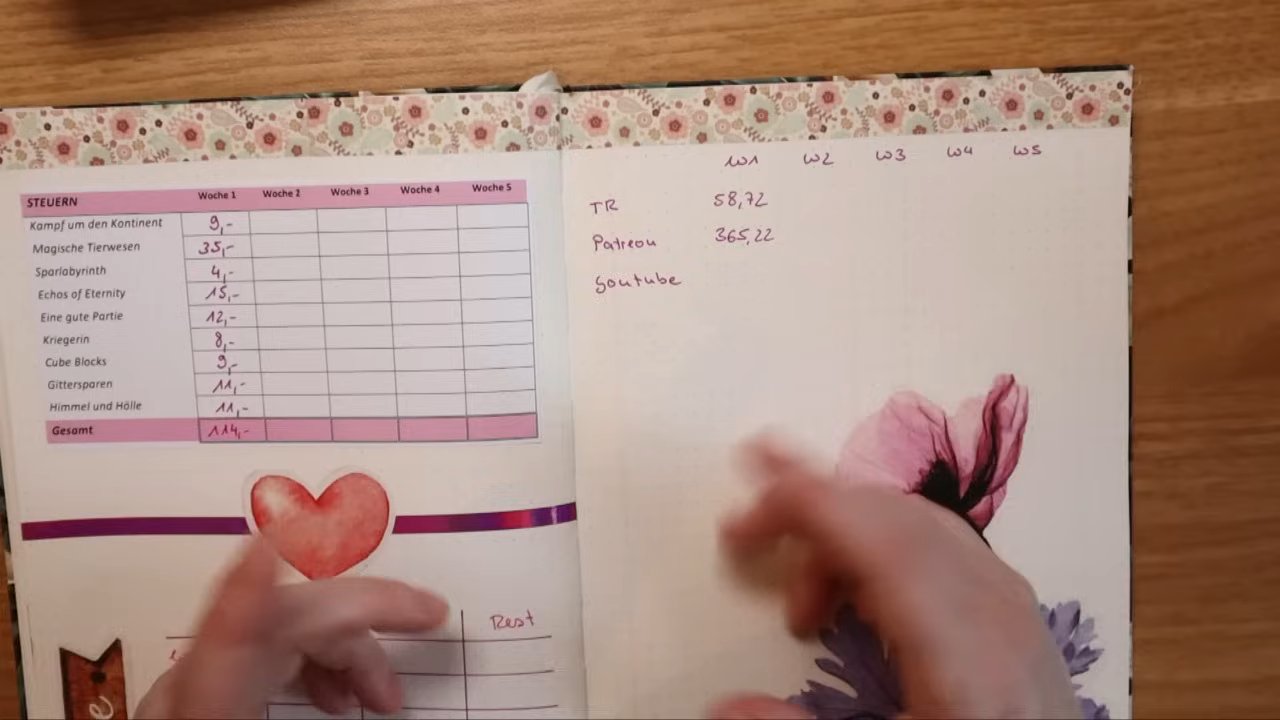 STEUERN Woche 1 Woche 2 Woche 3 Woche 4 Woche 5
Kampf um den Kontinent 9,-
Magische Tierwesen 35,-
Sparlabyrinth 4,-
Echos of Eternity 15,-
Eine gute Partie 12,-
Kriegerin 8,-
Cube Blocks 9,-
Gittersparen 11,-
Himmel und Hölle 11,-
Gesamt 114,-
Rest
W1 W2 W3 W4 W5
TR 58,72
Patreon 365,22
Youtube